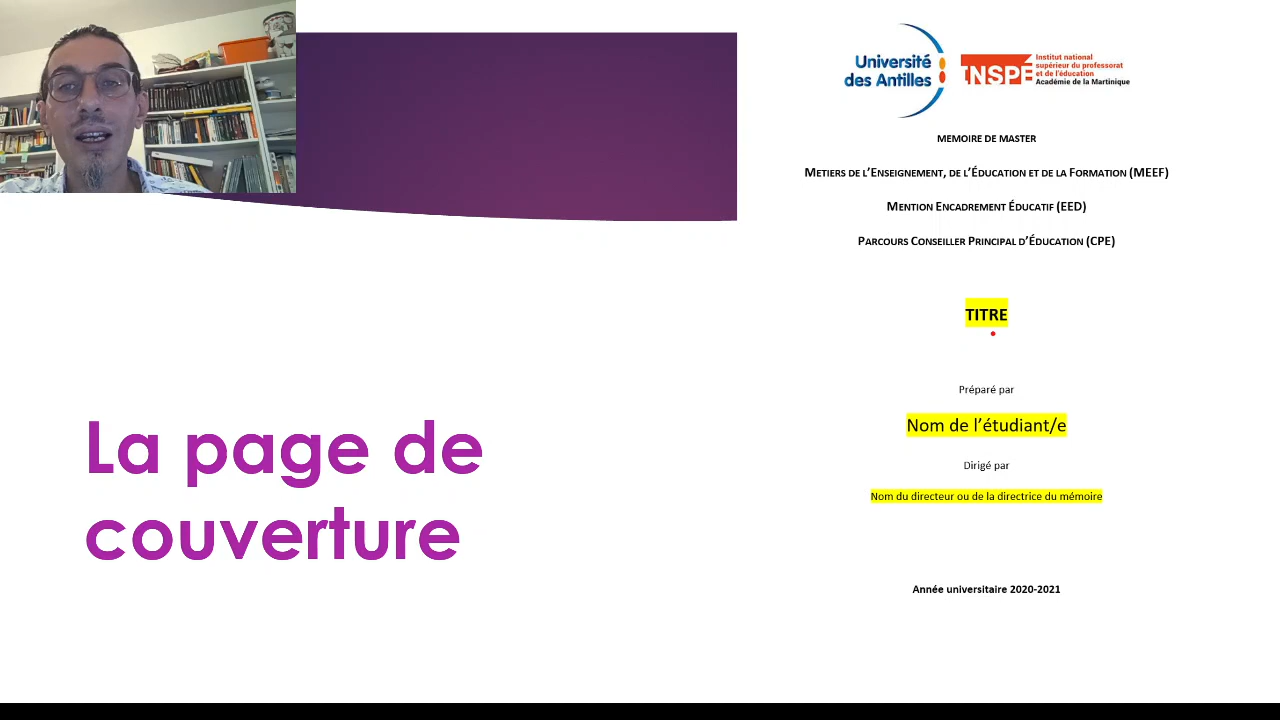 Université
des Antilles
INSPÉ
Institut national
supérieur du professorat
et de l'éducation
Académie de la Martinique
MEMOIRE DE MASTER
METIERS DE L'ENSEIGNEMENT, DE L'ÉDUCATION ET DE LA FORMATION (MEEF)
MENTION ENCADREMENT ÉDUCATIF (EED)
PARCOURS CONSEILLER PRINCIPAL D'ÉDUCATION (CPE)
TITRE
Préparé par
Nom de l'étudiant/e
Dirigé par
Nom du directeur ou de la directrice du mémoire
Année universitaire 2020-2021
La page de
couverture